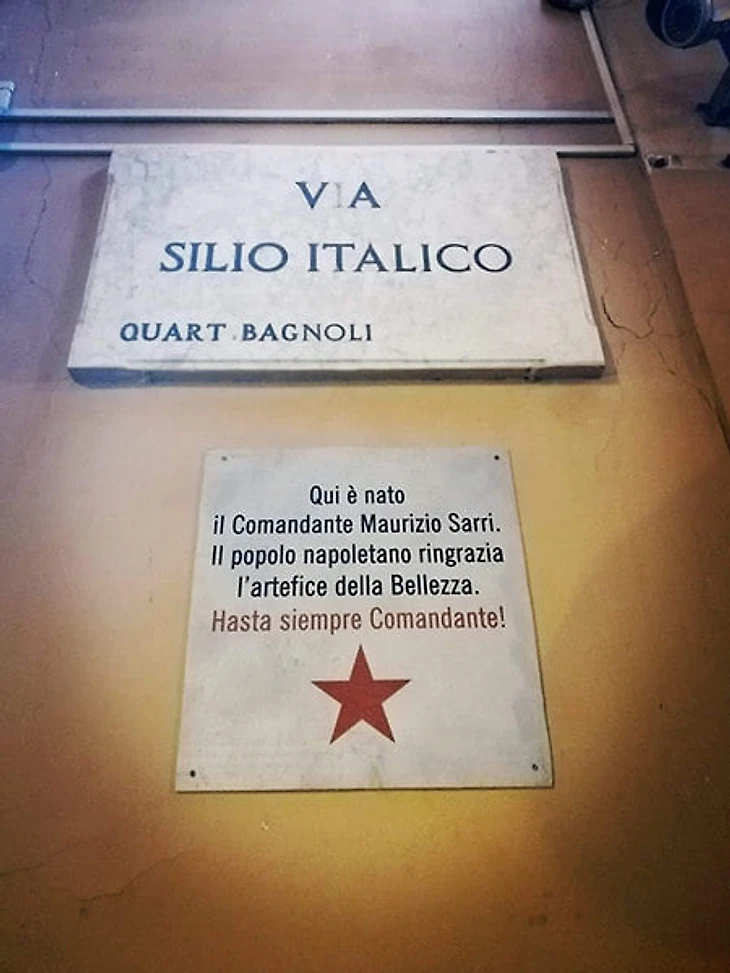 VIA
SILIO ITALICO
QUART. BAGNOLI
Qui è nato
il Comandante Maurizio Sarri.
Il popolo napoletano ringrazia
l'artefice della Bellezza.
Hasta siempre Comandante!